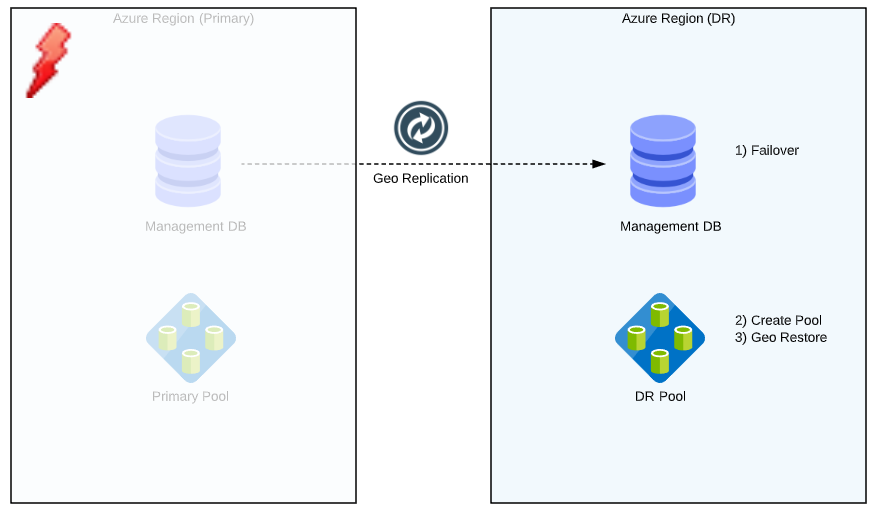 Azure Region (Primary)
Azure Region (DR)
1) Failover
Geo Replication
Management DB
Management DB
2) Create Pool
3) Geo Restore
Primary Pool
DR Pool